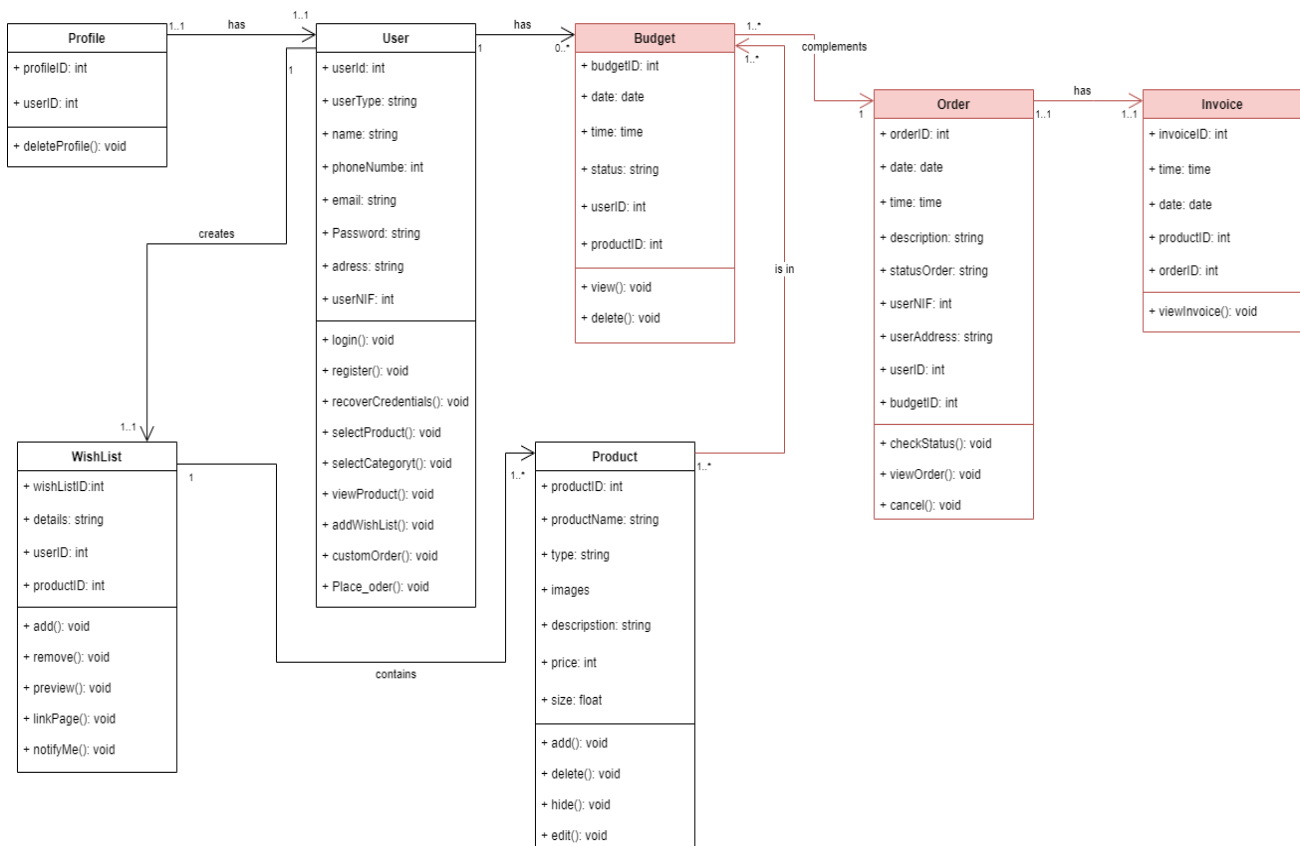 1..1
has
1..1
Profile
+ profileID: int
+ userID: int
+ deleteProfile(): void
User
+ userId: int
+ userType: string
+ name: string
+ phoneNumbe: int
+ email: string
+ Password: string
+ adress: string
+ userNIF: int
+ login(): void
+ register(): void
+ recoverCredentials(): void
+ selectProduct(): void
+ selectCategoryt(): void
+ viewProduct(): void
+ addWishList(): void
+ customOrder(): void
+ Place_oder(): void
1
has
0..*
Budget
+ budgetID: int
+ date: date
+ time: time
+ status: string
+ userID: int
+ productID: int
+ view(): void
+ delete(): void
1..*
complements
1
1..*
is in
1..*
Order
+ orderID: int
+ date: date
+ time: time
+ description: string
+ statusOrder: string
+ userNIF: int
+ userAddress: string
+ userID: int
+ budgetID: int
+ checkStatus(): void
+ viewOrder(): void
+ cancel(): void
has
1..1
1..1
Invoice
+ invoiceID: int
+ time: time
+ date: date
+ productID: int
+ orderID: int
+ viewInvoice(): void
1
creates
1..1
WishList
+ wishListID:int
+ details: string
+ userID: int
+ productID: int
+ add(): void
+ remove(): void
+ preview(): void
+ linkPage(): void
+ notifyMe(): void
1
contains
1..*
Product
+ productID: int
+ productName: string
+ type: string
+ images
+ descripstion: string
+ price: int
+ size: float
+ add(): void
+ delete(): void
+ hide(): void
+ edit(): void